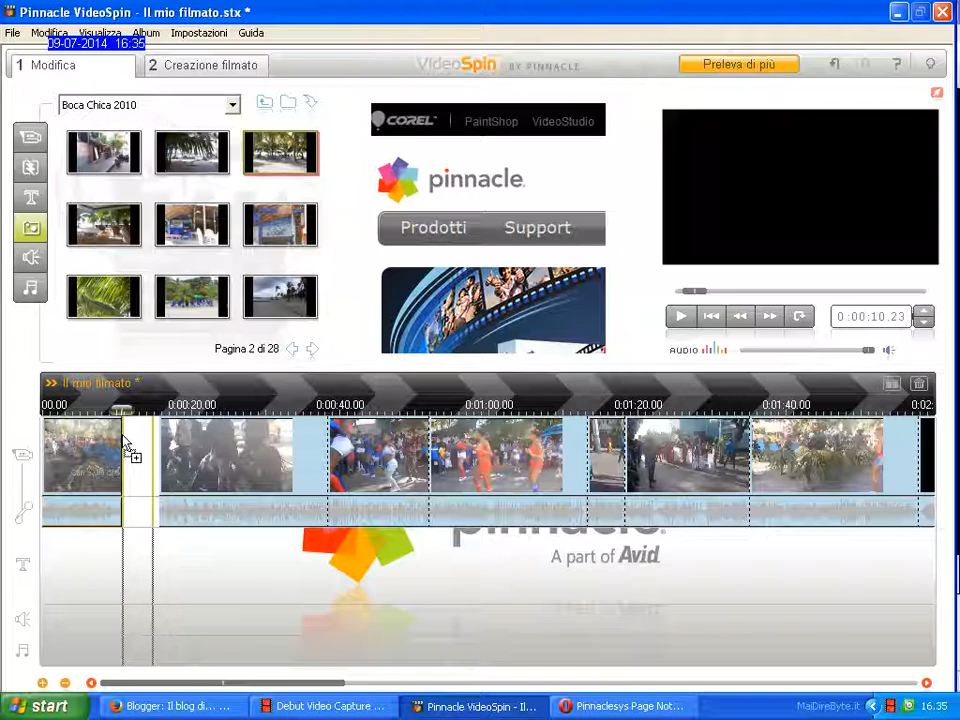 Pinnacle VideoSpin - Il mio filmato.stx *
File Modifica Visualizza Album Impostazioni Guida
09-07-2014 16:35
1 Modifica
2 Creazione filmato
VideoSpin BY PINNACLE
Preleva di più
Boca Chica 2010
COREL PaintShop VideoStudio
pinnacle.
Prodotti Support
0:00:10.23
Pagina 2 di 28
AUDIO
Il mio filmato *
00.00 0:00:20.00 0:00:40.00 0:01:00.00 0:01:20.00 0:01:40.00 0:02:
pinnacle.
A part of Avid
T
start
Blogger: Il blog di... ...
Debut Video Capture ...
Pinnacle VideoSpin - Il...
Pinnaclesys Page Not...
MaiDireByte.it
16.35